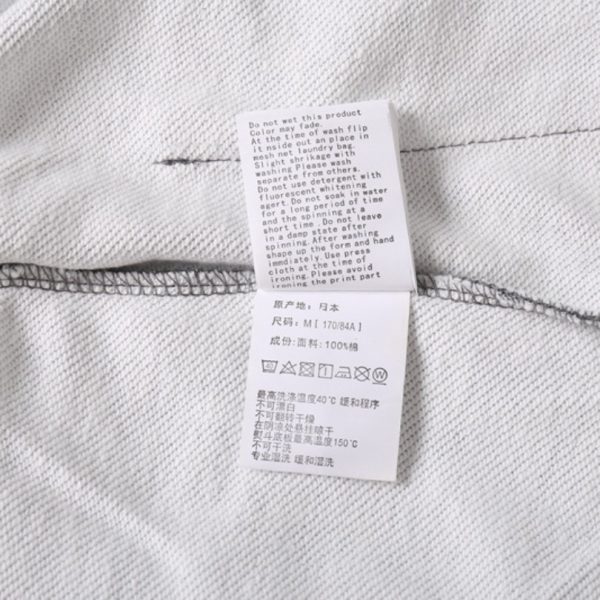 Do not wet this product
Color may fade.
At the time of wash flip
it nside out an place in
mesh net laundry bag.
Slight shrikage with
washing Please wash
separate from others.
Do not use detergent with
fluorescent whitening
agert. Do not soak in water
for a long period of time
and the spinning at a
short time. Do not leave
in a damp state after
spinning. After washing
shape up the form and hand
immediately. Use press
cloth at the time of
ironing. Please avoid
ironing the print part
原产地: 日本
尺码: M [ 170/84A ]
成份: 面料: 100%棉
最高洗涤温度40℃ 缓和程序
不可漂白
不可翻转干燥
在阴凉处悬挂晾干
熨斗底板最高温度150℃
不可干洗
专业湿洗 缓和湿洗